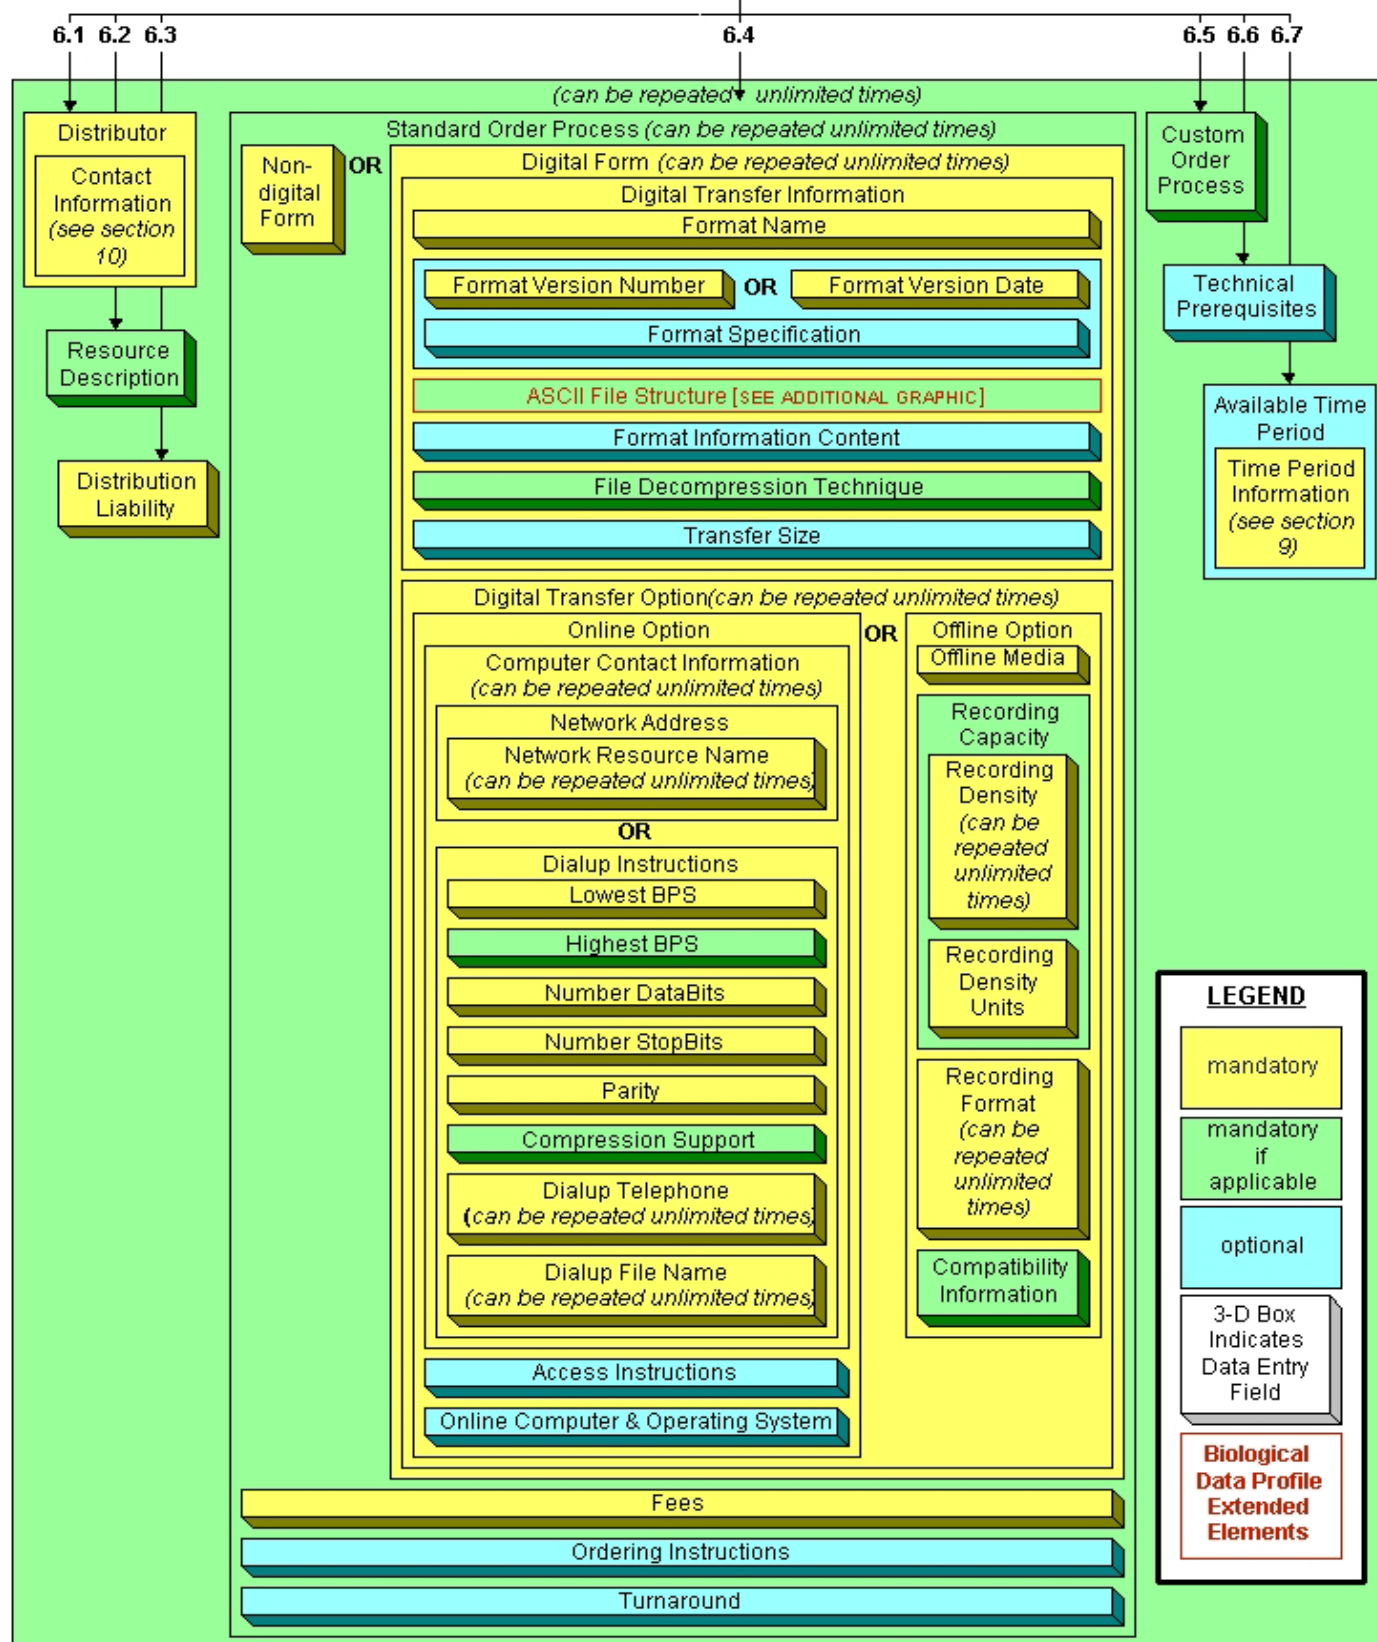 6.1 6.2 6.3 6.4 6.5 6.6 6.7
(can be repeated unlimited times)
Distributor
Contact
Information
(see section
10)
Resource
Description
Distribution
Liability
Standard Order Process (can be repeated unlimited times)
Non-
digital
Form
OR
Digital Form (can be repeated unlimited times)
Digital Transfer Information
Format Name
Format Version Number OR Format Version Date
Format Specification
ASCII File Structure [SEE ADDITIONAL GRAPHIC]
Format Information Content
File Decompression Technique
Transfer Size
Digital Transfer Option(can be repeated unlimited times)
Online Option
Computer Contact Information
(can be repeated unlimited times)
Network Address
Network Resource Name
(can be repeated unlimited times)
OR
Dialup Instructions
Lowest BPS
Highest BPS
Number DataBits
Number StopBits
Parity
Compression Support
Dialup Telephone
(can be repeated unlimited times)
Dialup File Name
(can be repeated unlimited times)
Access Instructions
Online Computer & Operating System
OR
Offline Option
Offline Media
Recording
Capacity
Recording
Density
(can be
repeated
unlimited
times)
Recording
Density
Units
Recording
Format
(can be
repeated
unlimited
times)
Compatibility
Information
Fees
Ordering Instructions
Turnaround
Custom
Order
Process
Technical
Prerequisites
Available Time
Period
Time Period
Information
(see section
9)
LEGEND
mandatory
mandatory
if
applicable
optional
3-D Box
Indicates
Data Entry
Field
Biological
Data Profile
Extended
Elements